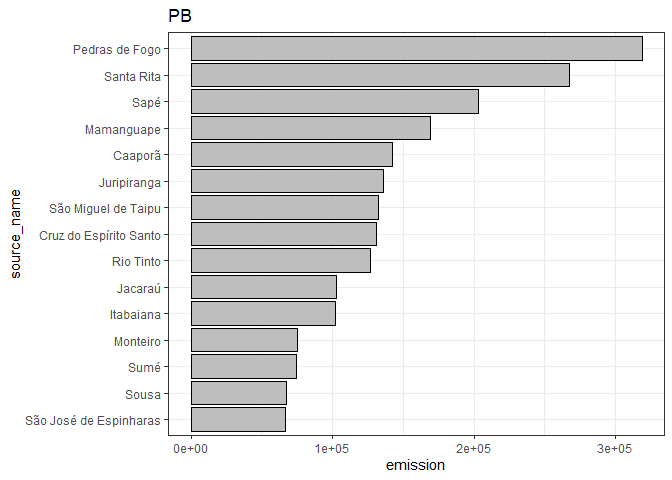 PB
source_name
Pedras de Fogo
Santa Rita
Sapé
Mamanguape
Caaporã
Juripiranga
São Miguel de Taipu
Cruz do Espírito Santo
Rio Tinto
Jacaraú
Itabaiana
Monteiro
Sumé
Sousa
São José de Espinharas
0e+00 1e+05 2e+05 3e+05
emission